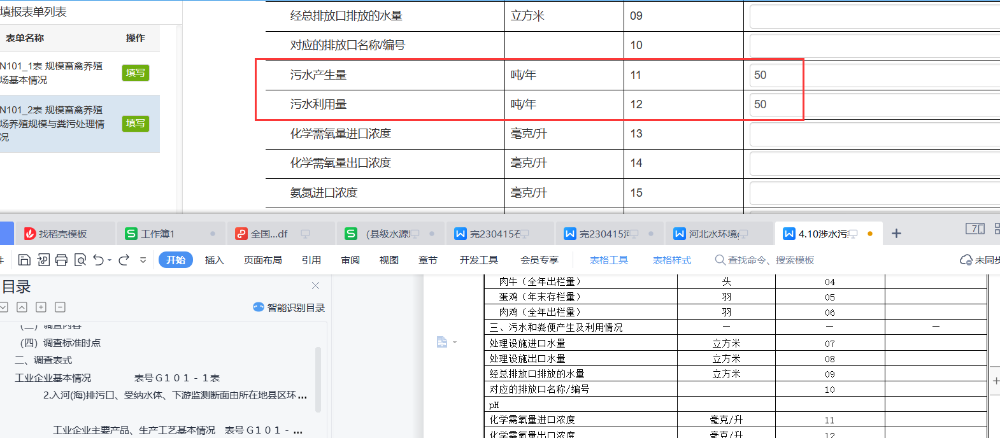 填报表单列表
表单名称 操作
N101_1表 规模畜禽养殖
场基本情况
填写
N101_2表 规模畜禽养殖
场养殖规模与粪污处理情
况
填写
经总排放口排放的水量 立方米 09
对应的排放口名称/编号 10
污水产生量 吨/年 11 50
污水利用量 吨/年 12 50
化学需氧量进口浓度 毫克/升 13
化学需氧量出口浓度 毫克/升 14
氨氮进口浓度 毫克/升 15
找稻壳模板 工作簿1 全国...df (县级水源 完230415 完230415 河北水环境 4.10涉水污
开始 插入 页面布局 引用 审阅 视图 章节 开发工具 会员专享 表格工具 表格样式 查找命令、搜索模板 未同步
目录
智能识别目录
(三) 调查内容
(四) 调查标准时点
二、调查表式
工业企业基本情况 表号G101-1表
2.入河(海)排污口、受纳水体、下游监测断面由所在地县区环...
工业企业主要产品、生产工艺基本情况 表号G101-...
肉牛（全年出栏量） 头 04
蛋鸡（年末存栏量） 羽 05
肉鸡（全年出栏量） 羽 06
三、污水和粪便产生及利用情况 — — —
处理设施进口水量 立方米 07
处理设施出口水量 立方米 08
经总排放口排放的水量 立方米 09
对应的排放口名称/编号 10
pH
化学需氧量进口浓度 毫克/升 11
化学需氧量出口浓度 毫克/升 12